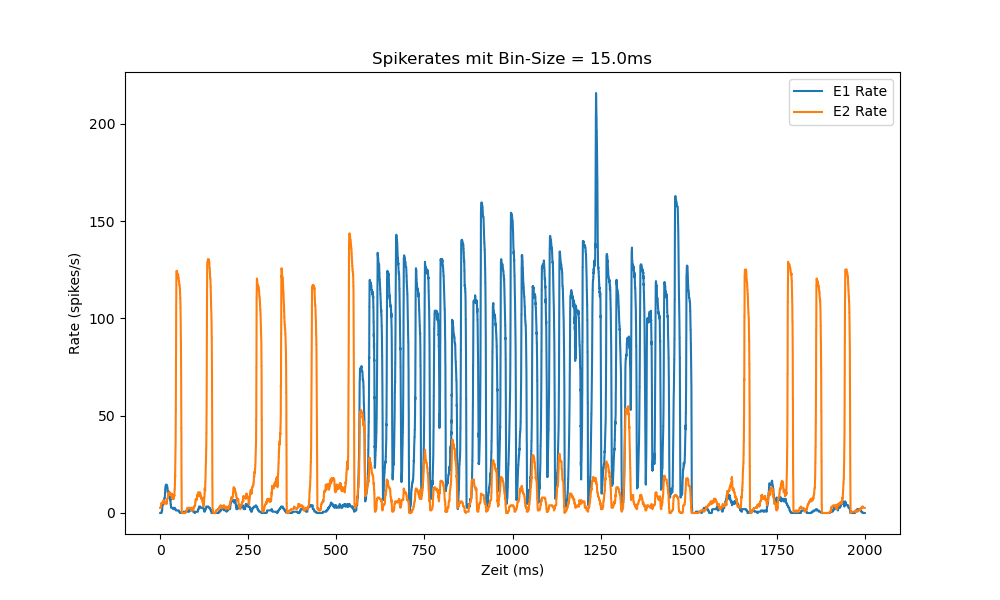 Spikerates mit Bin-Size = 15.0ms
E1 Rate
E2 Rate
Rate (spikes/s)
200
150
100
50
0
0 250 500 750 1000 1250 1500 1750 2000
Zeit (ms)